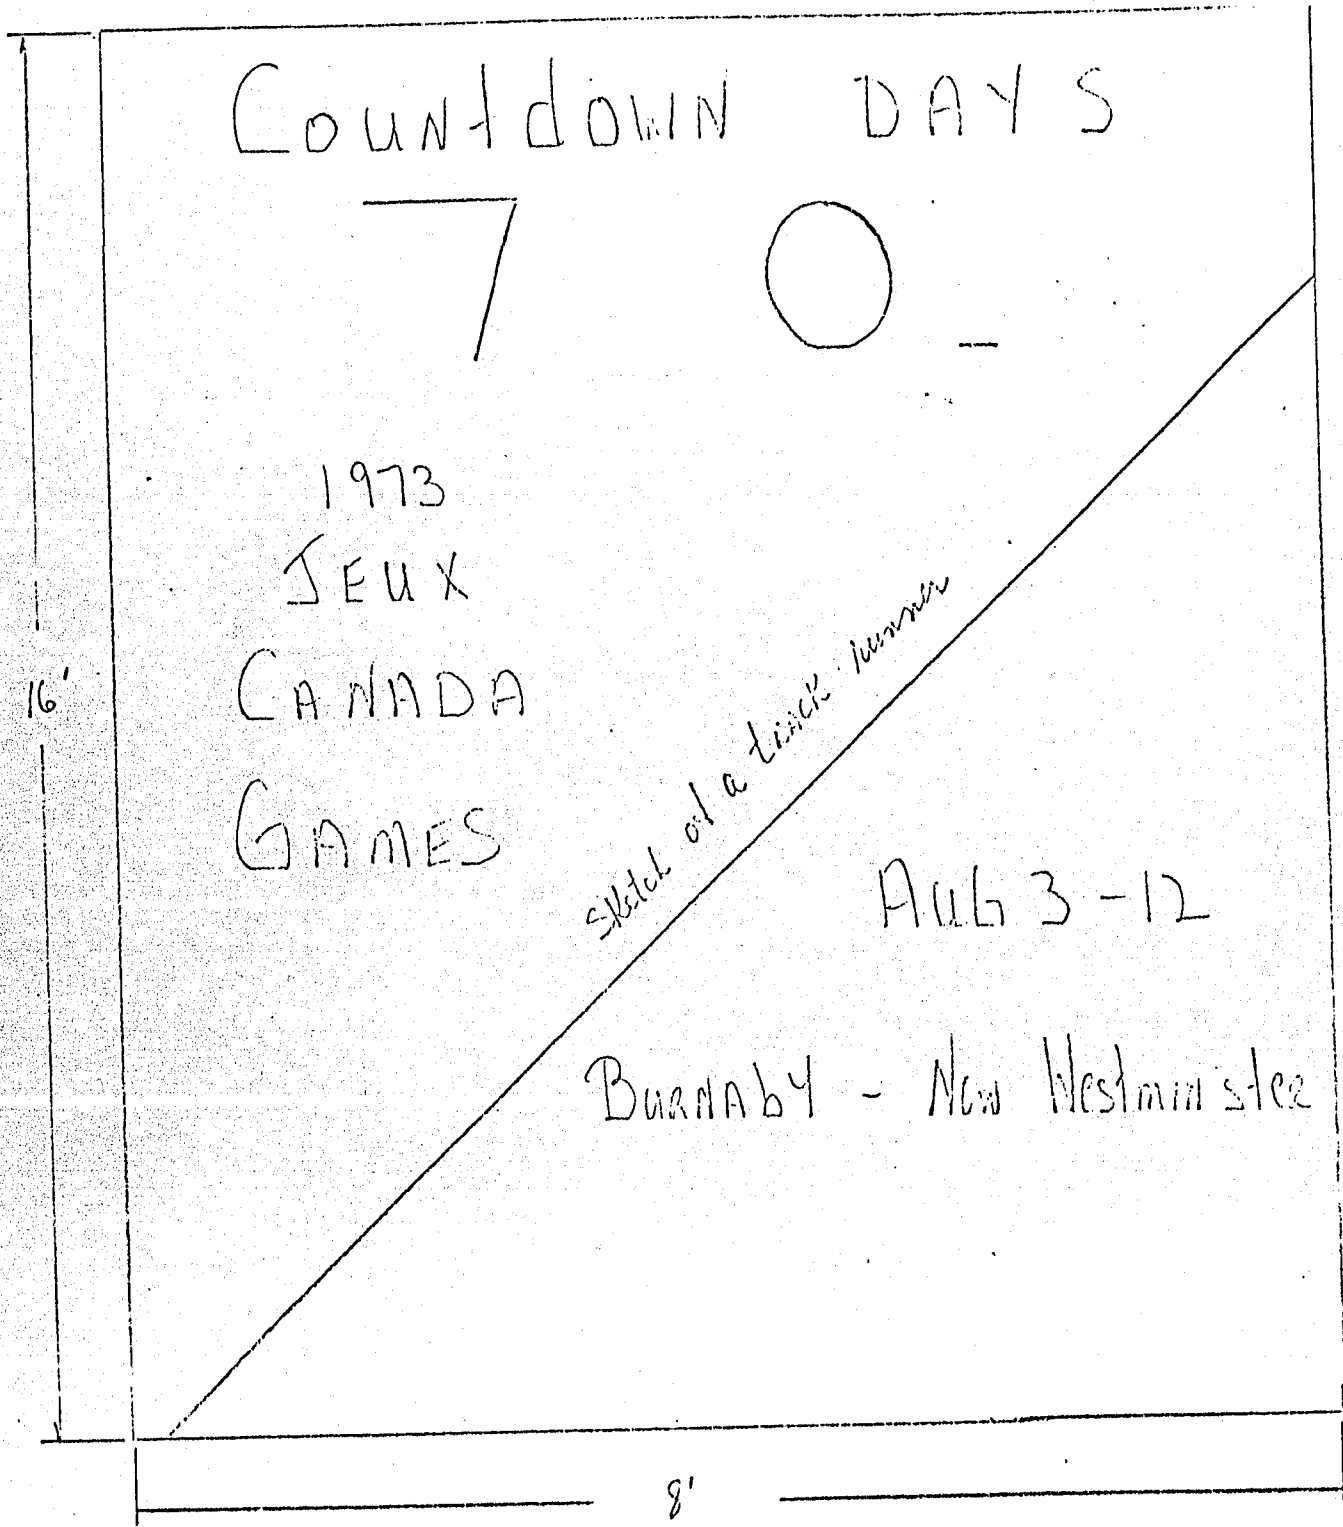 Countdown DAYS
7 0
1973
JEUX
CANADA
GAMES
16'
sketch of a track runner
AUG 3 - 12
BURNAbY - New Westminster
8'